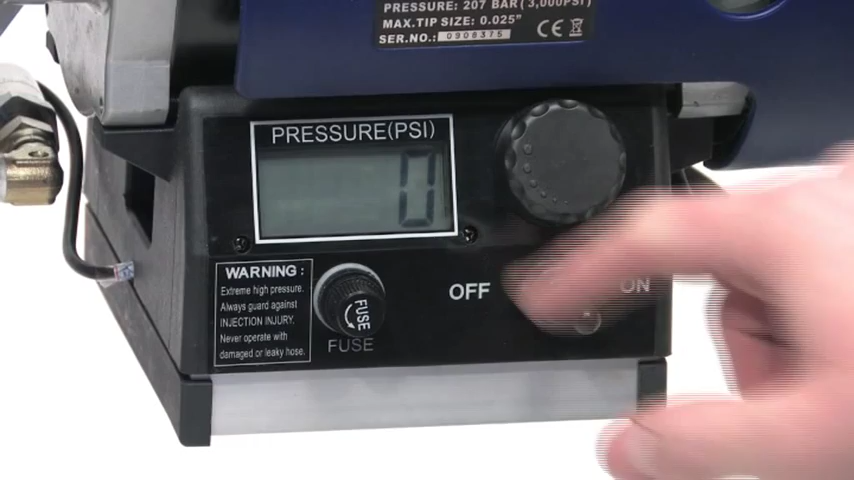 PRESSURE: 207 BAR (3,000PSI)
MAX.TIP SIZE: 0.025"
SER.NO.: 0908375
CE
PRESSURE(PSI)
0
WARNING:
Extreme high pressure.
Always guard against
INJECTION INJURY.
Never operate with
damaged or leaky hose.
FUSE
FUSE
OFF
ON